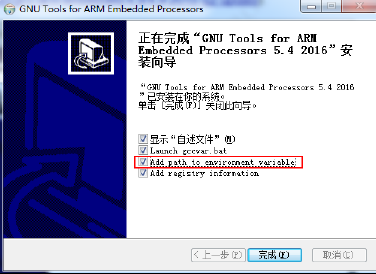 GNU Tools for ARM Embedded Processors
正在完成“GNU Tools for ARM
Embedded Processors 5.4 2016”安
装向导
“GNU Tools for ARM Embedded Processors 5.4 2016
”已安装在你的系统。
单击 [完成(F)] 关闭此向导。
显示“自述文件”(M)
Launch gccvar.bat
Add path to environment variable
Add registry information
< 上一步(P)
完成(F)
取消(C)